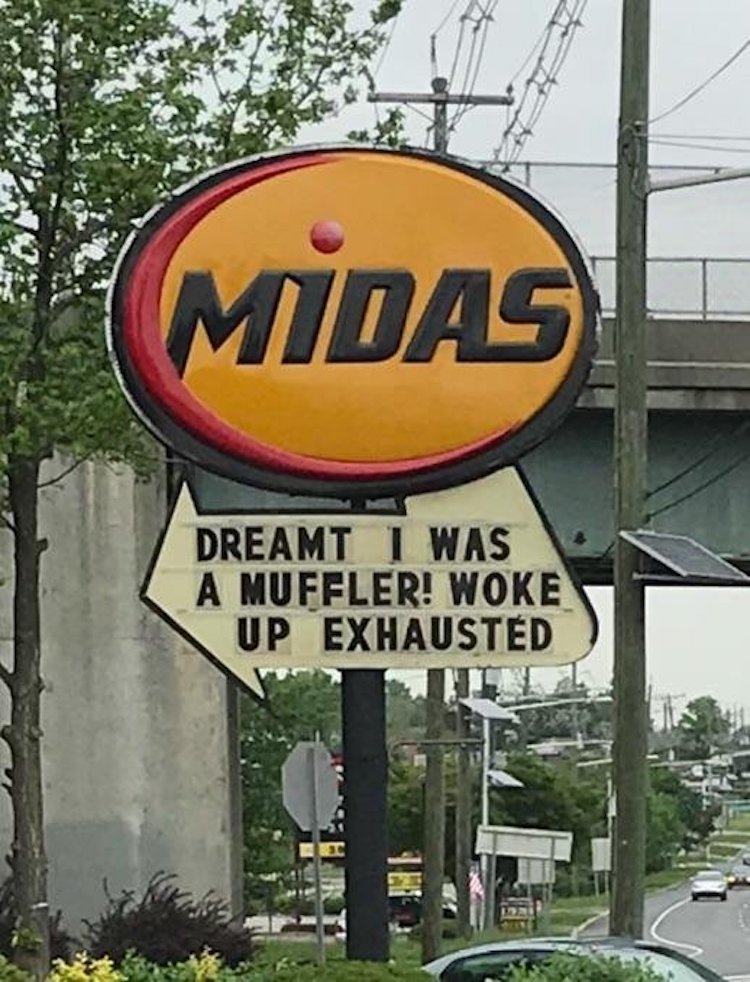 MIDAS
DREAMT I WAS
A MUFFLER! WOKE
UP EXHAUSTED